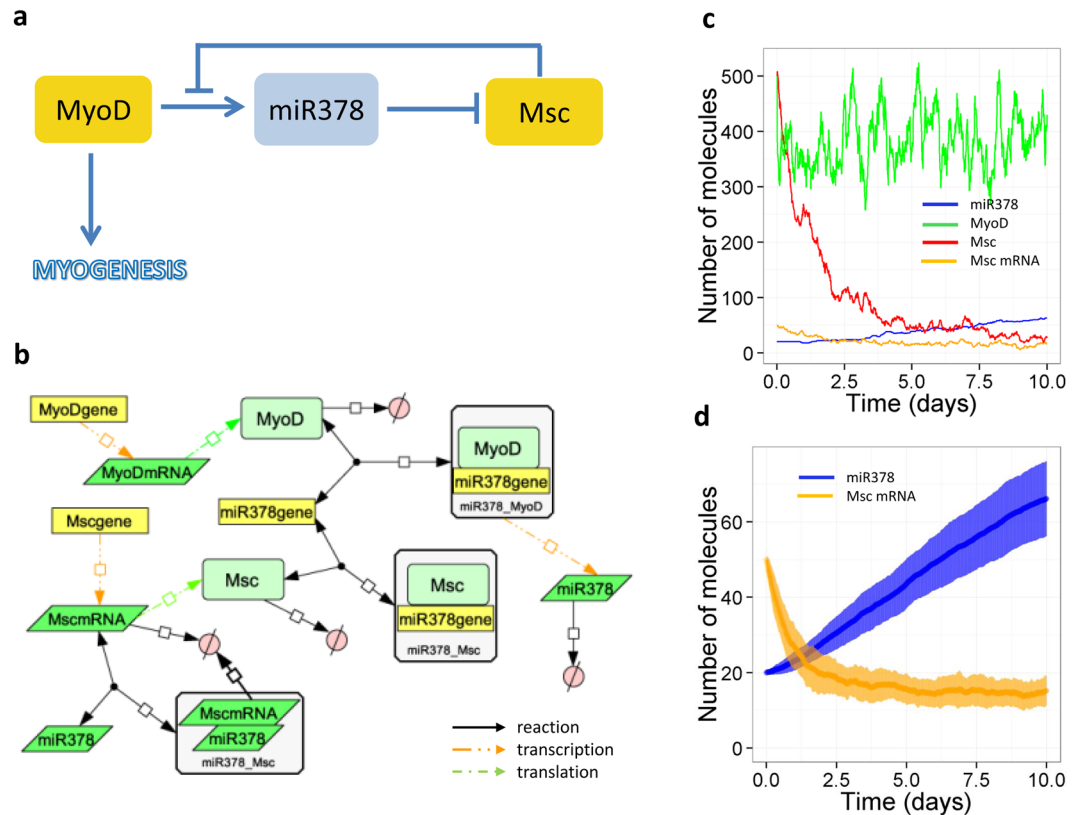 a
MyoD
miR378
Msc
MYOGENESIS
b
MyoDgene
MyoDmRNA
MyoD
Mscgene
miR378gene
MyoD
miR378gene
miR378_MyoD
Msc
MscmRNA
Msc
miR378gene
miR378_Msc
miR378
miR378
MscmRNA
miR378
miR378_Msc
reaction
transcription
translation
c
Number of molecules
500
400
300
200
100
0
miR378
MyoD
Msc
Msc mRNA
0.0 2.5 5.0 7.5 10.0
Time (days)
d
Number of molecules
60
40
20
0
miR378
Msc mRNA
0.0 2.5 5.0 7.5 10.0
Time (days)